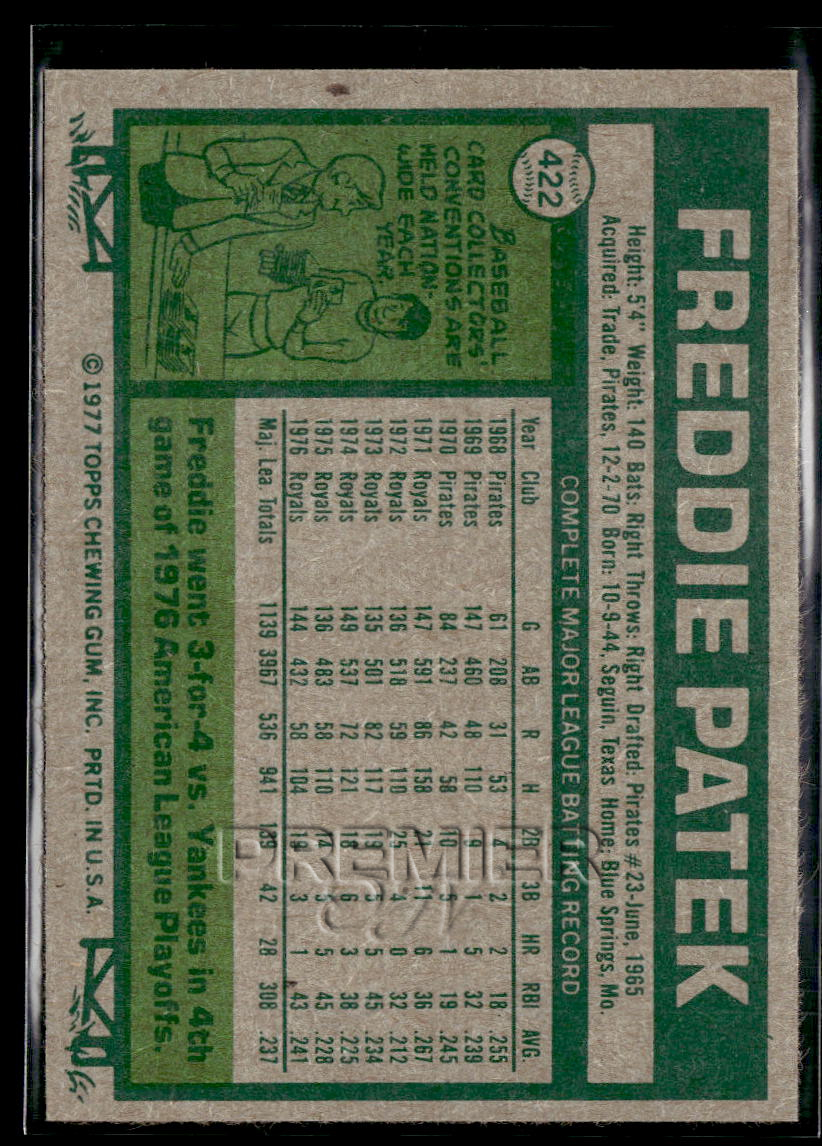 422
FREDDIE PATEK
Height: 5'4" Weight: 140 Bats: Right Throws: Right Drafted: Pirates #23-June, 1965
Acquired: Trade, Pirates, 12-2-70 Born: 10-9-44, Seguin, Texas Home: Blue Springs, Mo.
BASEBALL
CARD COLLECTORS'
CONVENTIONS ARE
HELD NATION-
WIDE EACH
YEAR.
COMPLETE MAJOR LEAGUE BATTING RECORD
Year Club G AB R H 2B 3B HR RBI AVG.
1968 Pirates 61 208 31 53 4 2 2 18 .255
1969 Pirates 147 460 48 110 9 1 5 32 .239
1970 Pirates 84 237 42 58 10 5 1 19 .245
1971 Royals 147 591 86 158 21 11 6 36 .267
1972 Royals 136 518 59 110 25 4 0 32 .212
1973 Royals 135 501 82 117 19 5 5 45 .234
1974 Royals 149 537 72 121 18 6 3 38 .225
1975 Royals 136 483 58 110 14 5 5 45 .228
1976 Royals 144 432 58 104 19 3 1 43 .241
Maj. Lea Totals 1139 3967 536 941 139 42 28 308 .237
Freddie went 3-for-4 vs. Yankees in 4th
game of 1976 American League Playoffs.
© 1977 TOPPS CHEWING GUM, INC. PRTD. IN U.S.A.
PREMIER